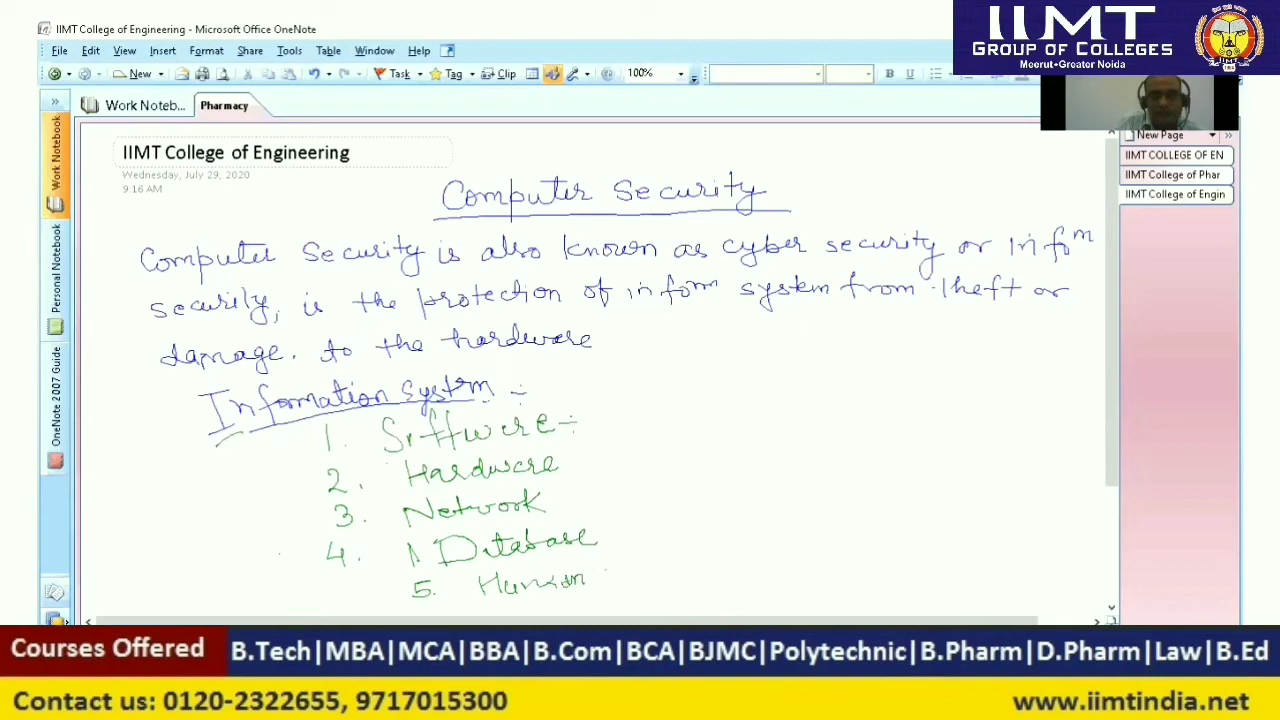 IIMT College of Engineering - Microsoft Office OneNote
IIMT
GROUP OF COLLEGES
Meerut•Greater Noida
File Edit View Insert Format Share Tools Table Window Help
New Task Tag Clip 100% B U
Work Noteb... Pharmacy
Work Notebook
Personal Notebook
OneNote 2007 Guide
New Page
IIMT COLLEGE OF EN
IIMT College of Phar
IIMT College of Engin
IIMT College of Engineering
Wednesday, July 29, 2020
9:16 AM
Computer Security
Computer Security is also known as cyber security or infom
security, is the protection of infom system from theft or
damage. to the hardware
Information system :-
1. Software :-
2. Hardware
3. Network
4. Database
5. Human
Courses Offered B.Tech|MBA|MCA|BBA|B.Com|BCA|BJMC|Polytechnic|B.Pharm|D.Pharm|Law|B.Ed
Contact us: 0120-2322655, 9717015300 www.iimtindia.net